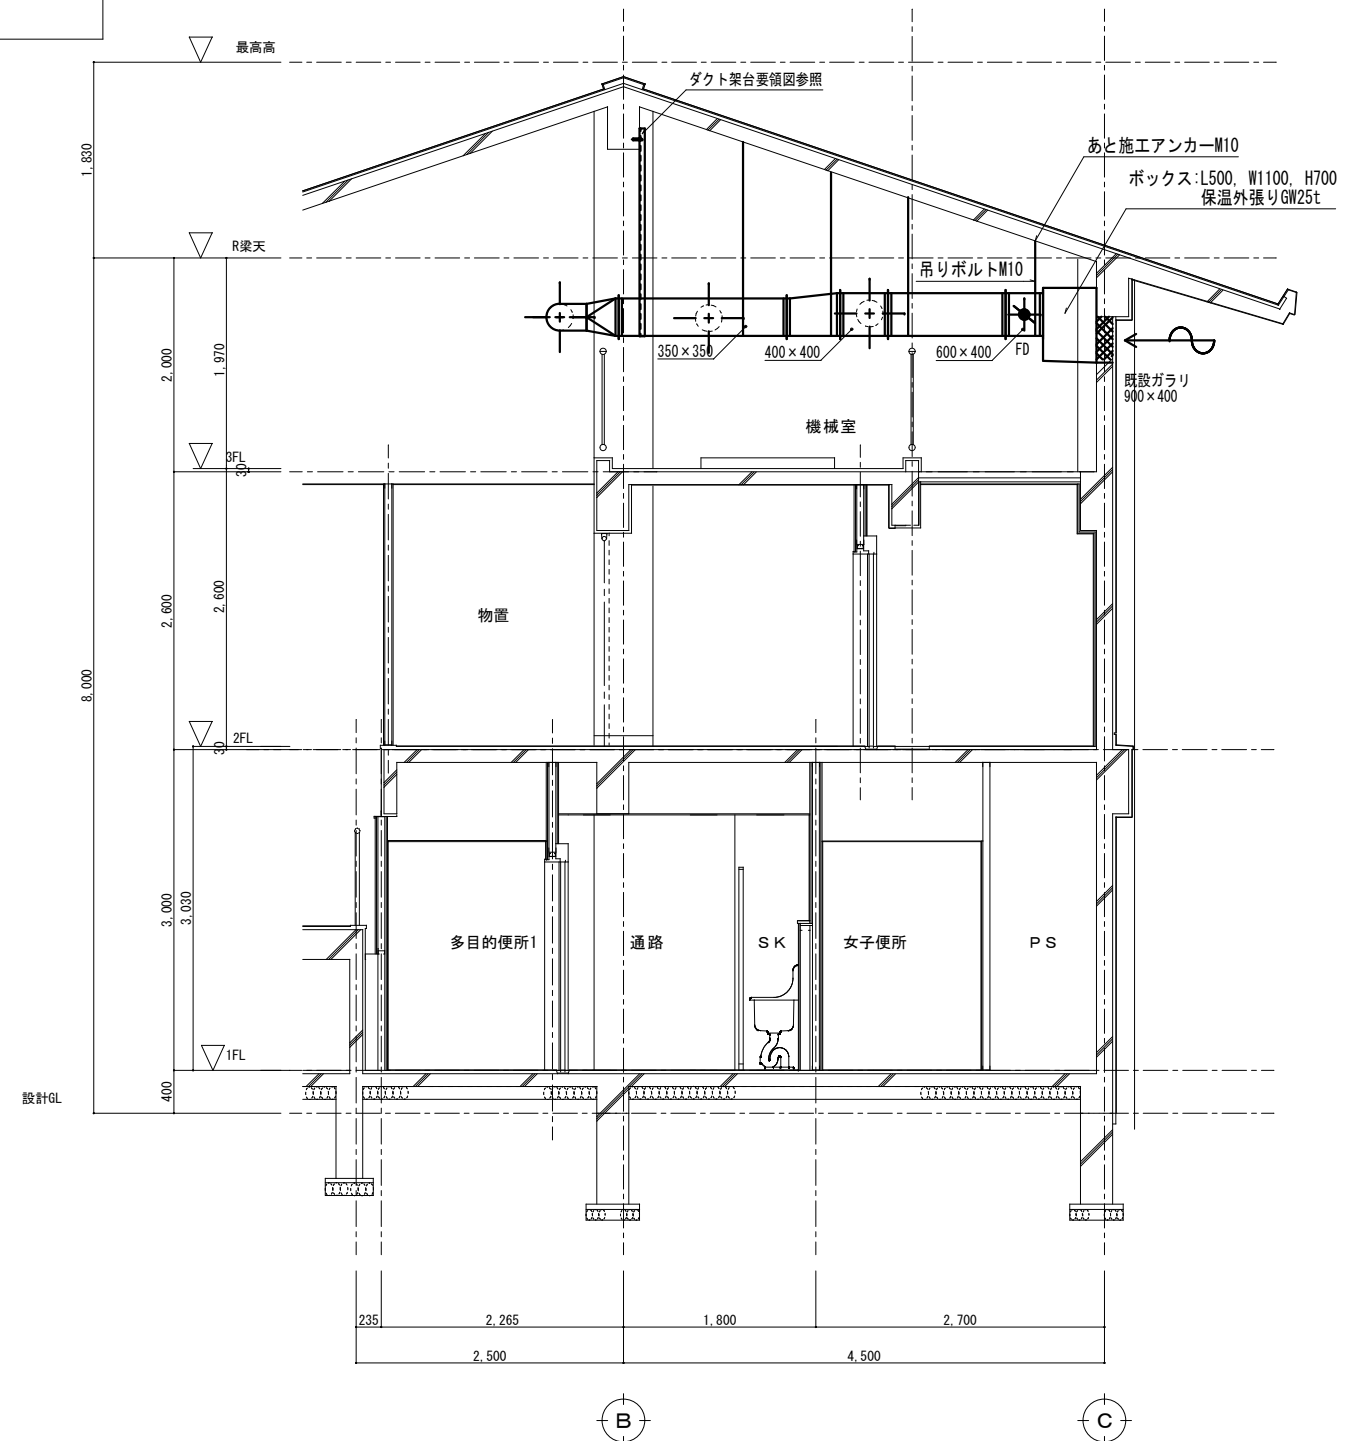 最高高
ダクト架台要領図参照
1,830
あと施工アンカーM10
ボックス:L500, W1100, H700
保温外張りGW25t
R梁天
吊りボルトM10
2,000
1,970
350×350
400×400
600×400
FD
既設ガラリ
900×400
機械室
3FL
30
2,600
2,600
物置
8,000
2FL
30
3,000
3,030
多目的便所1
通路
ＳＫ
女子便所
ＰＳ
1FL
400
設計GL
235
2,265
1,800
2,700
2,500
4,500
B
C